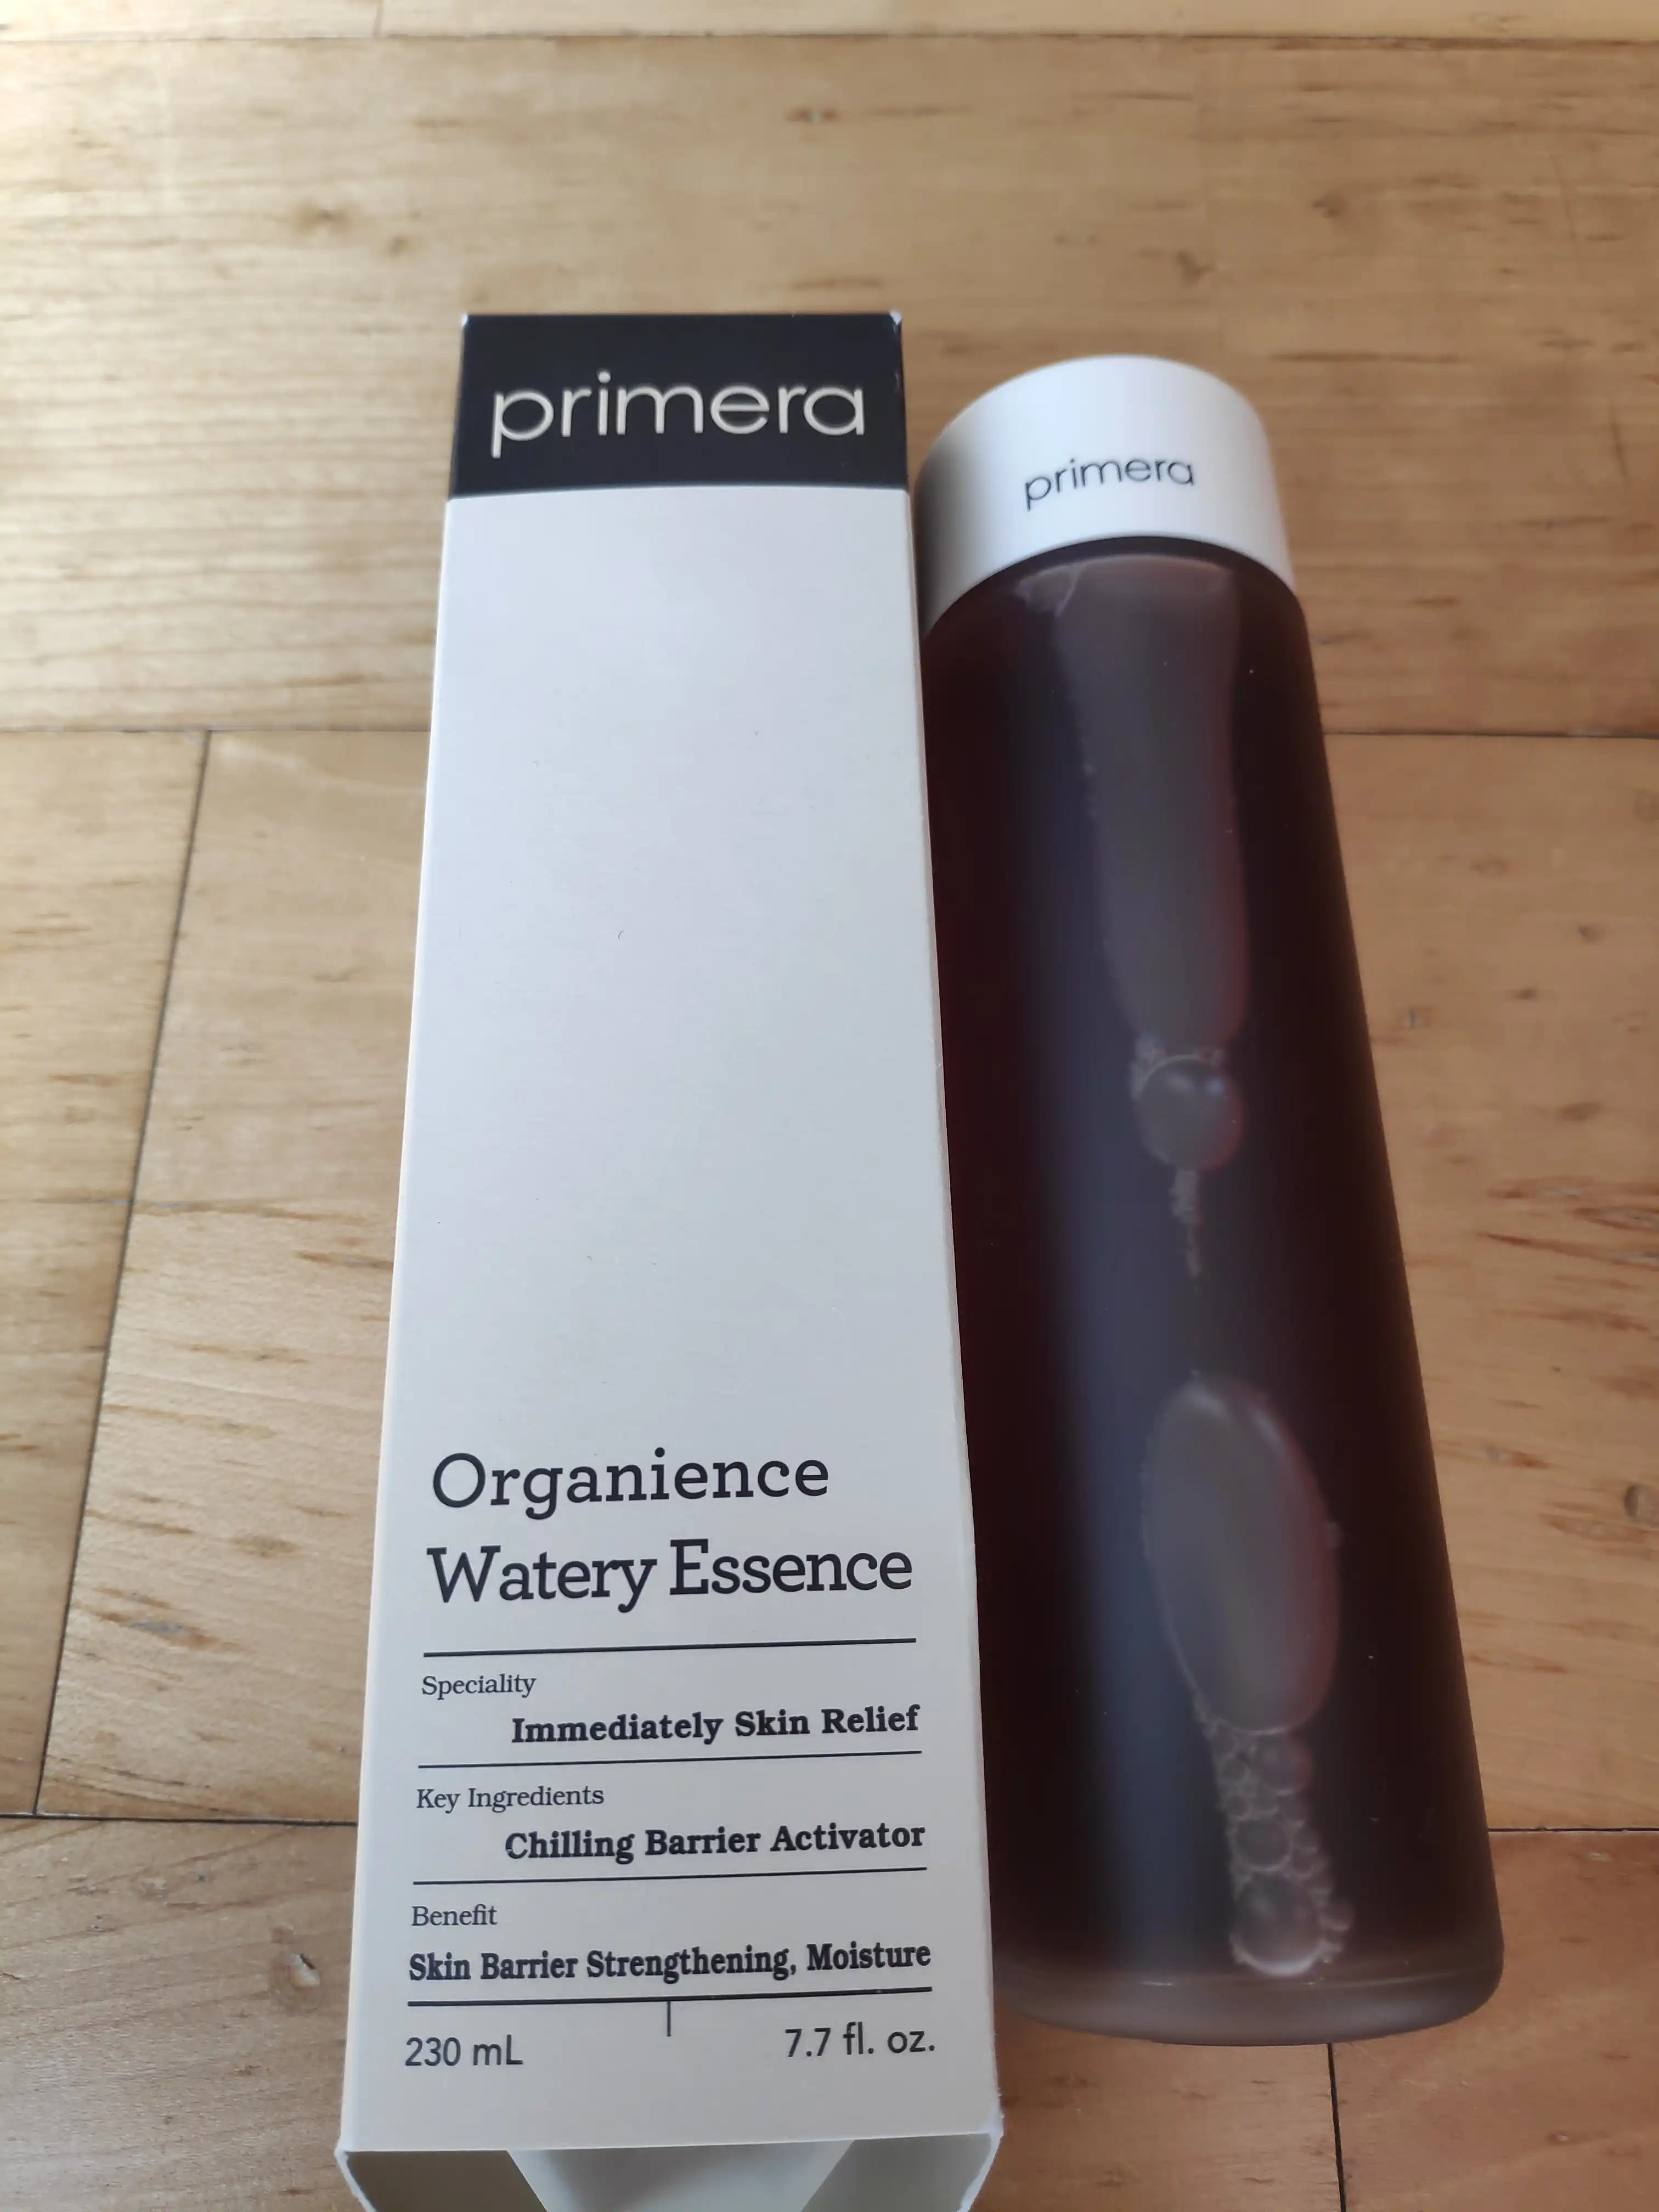 primera
Organience
Watery Essence
Speciality
Immediately Skin Relief
Key Ingredients
Chilling Barrier Activator
Benefit
Skin Barrier Strengthening, Moisture
230 mL 7.7 fl. oz.
primera